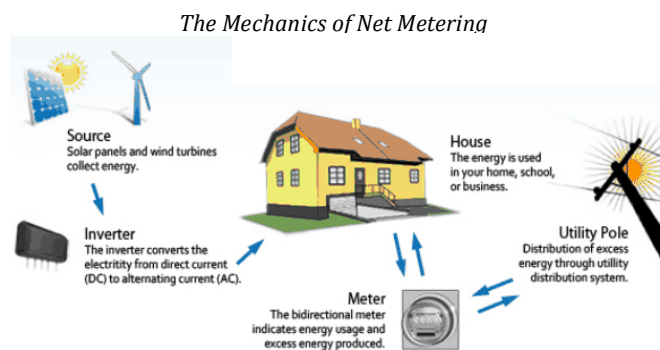 The Mechanics of Net Metering
Source
Solar panels and wind turbines
collect energy.
Inverter
The inverter converts the
electritity from direct current
(DC) to alternating current (AC).
House
The energy is used
in your home, school,
or business.
Utility Pole
Distribution of excess
energy through utillity
distribution system.
Meter
The bidirectional meter
indicates energy usage and
excess energy produced.